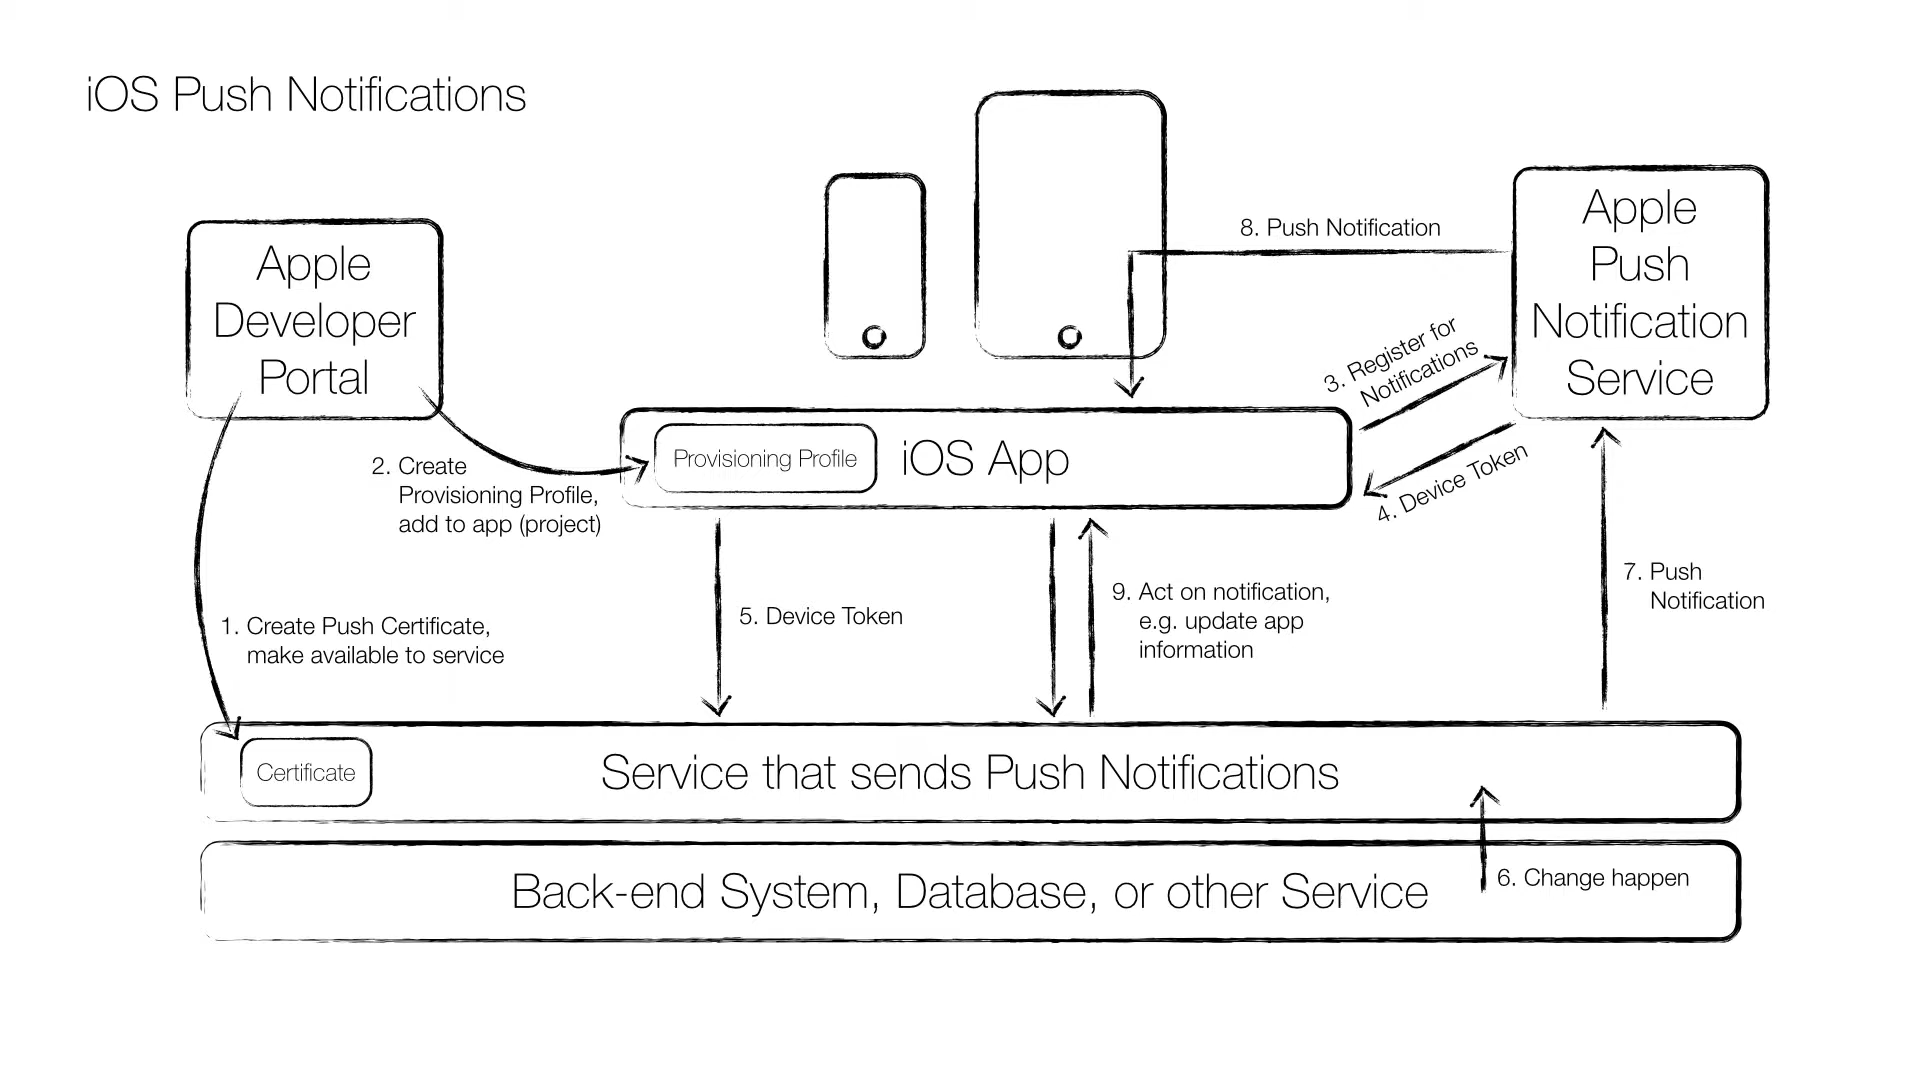 iOS Push Notifications
Apple
Developer
Portal
8. Push Notification
Apple
Push
Notification
Service
3. Register for
Notifications
Provisioning Profile
iOS App
4. Device Token
2. Create
Provisioning Profile,
add to app (project)
1. Create Push Certificate,
make available to service
5. Device Token
9. Act on notification,
e.g. update app
information
7. Push
Notification
Certificate
Service that sends Push Notifications
Back-end System, Database, or other Service
6. Change happen